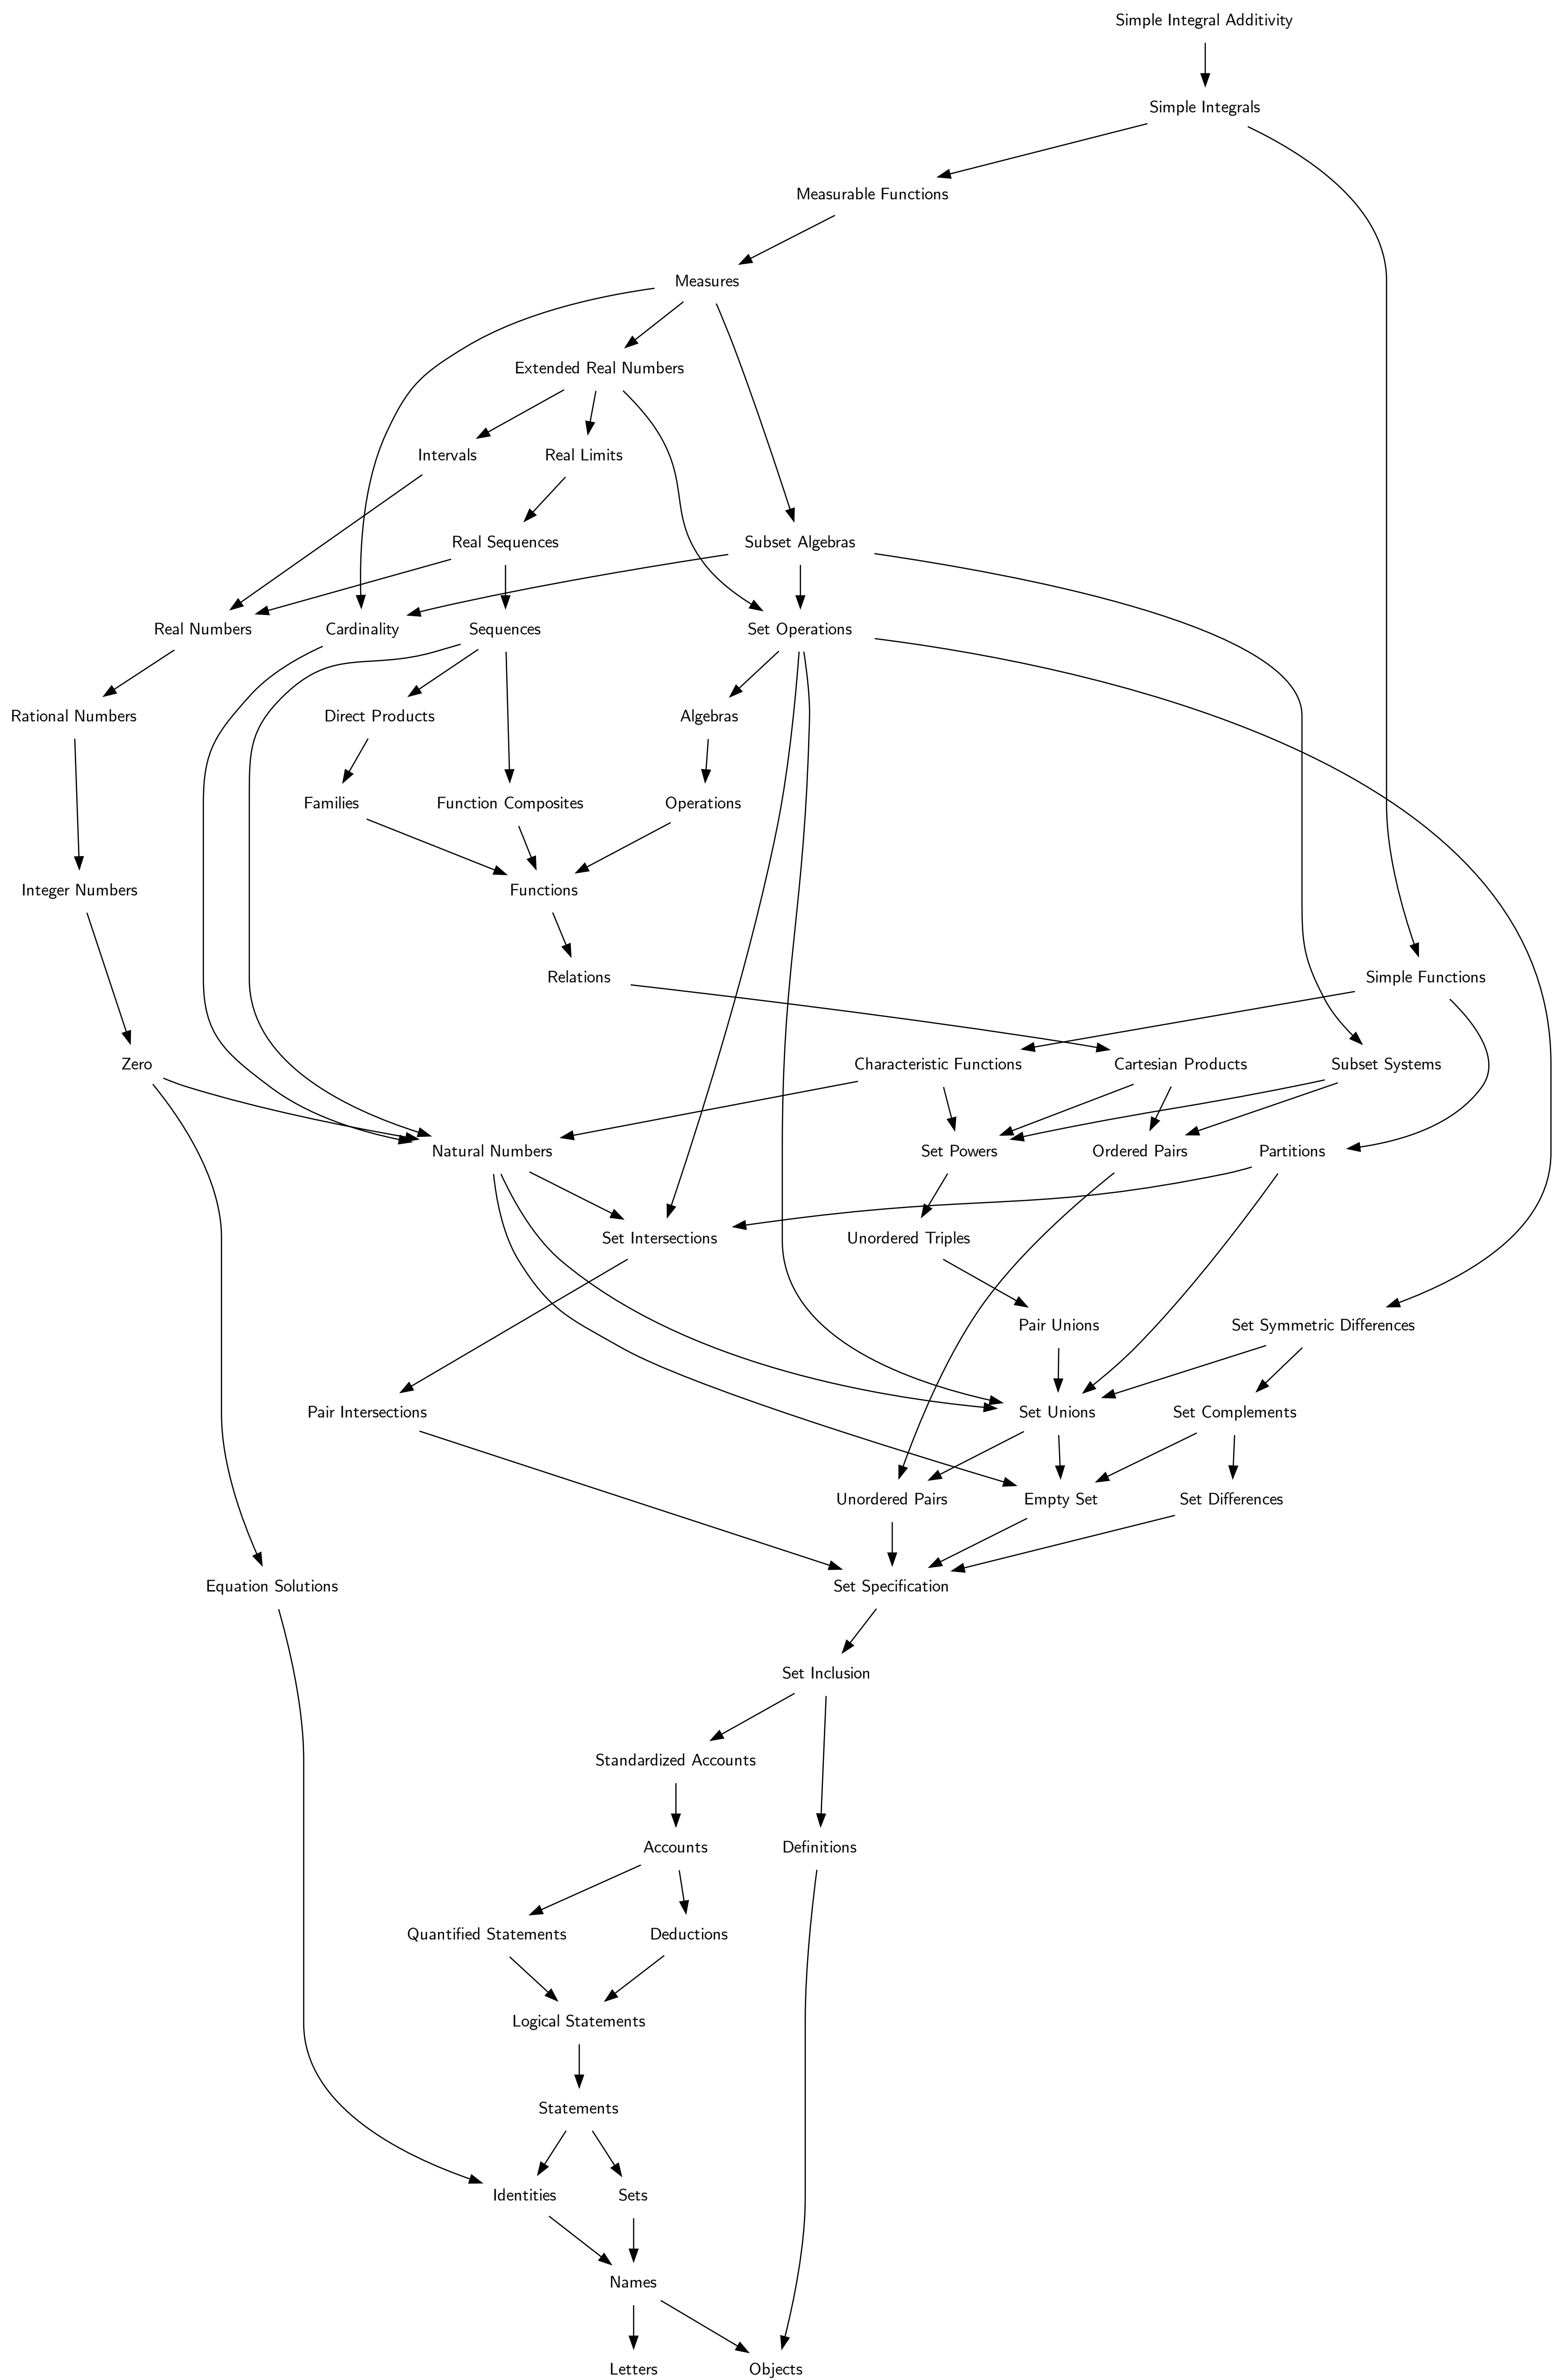 Simple Integral Additivity
Simple Integrals
Measurable Functions
Measures
Extended Real Numbers
Intervals
Real Limits
Real Sequences
Subset Algebras
Real Numbers
Cardinality
Sequences
Set Operations
Rational Numbers
Direct Products
Algebras
Families
Function Composites
Operations
Integer Numbers
Functions
Relations
Simple Functions
Zero
Characteristic Functions
Cartesian Products
Subset Systems
Natural Numbers
Set Powers
Ordered Pairs
Partitions
Set Intersections
Unordered Triples
Pair Unions
Set Symmetric Differences
Pair Intersections
Set Unions
Set Complements
Unordered Pairs
Empty Set
Set Differences
Equation Solutions
Set Specification
Set Inclusion
Standardized Accounts
Accounts
Definitions
Quantified Statements
Deductions
Logical Statements
Statements
Identities
Sets
Names
Letters
Objects